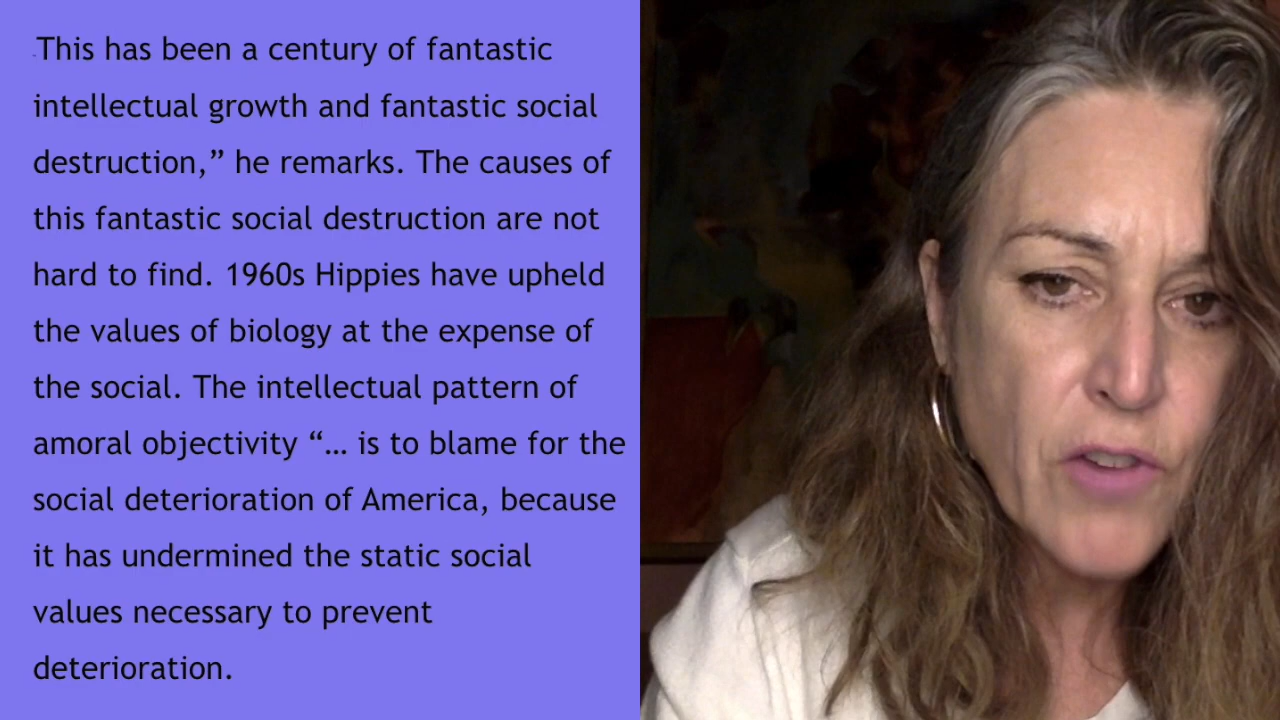 This has been a century of fantastic
intellectual growth and fantastic social
destruction,” he remarks. The causes of
this fantastic social destruction are not
hard to find. 1960s Hippies have upheld
the values of biology at the expense of
the social. The intellectual pattern of
amoral objectivity “… is to blame for the
social deterioration of America, because
it has undermined the static social
values necessary to prevent
deterioration.